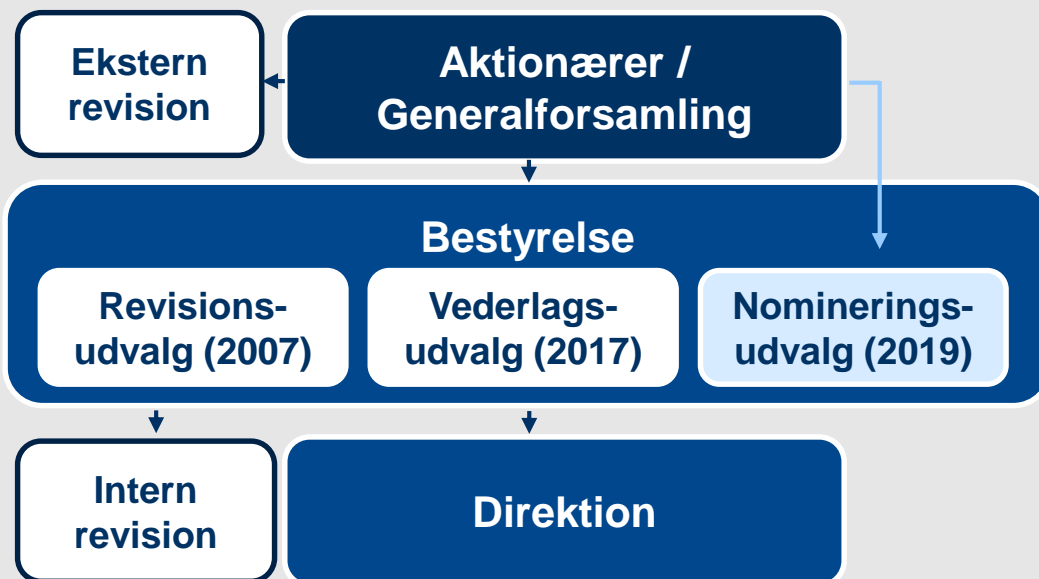 Ekstern
revision
Aktionærer /
Generalforsamling
Bestyrelse
Revisions-
udvalg (2007)
Vederlags-
udvalg (2017)
Nominerings-
udvalg (2019)
Intern
revision
Direktion